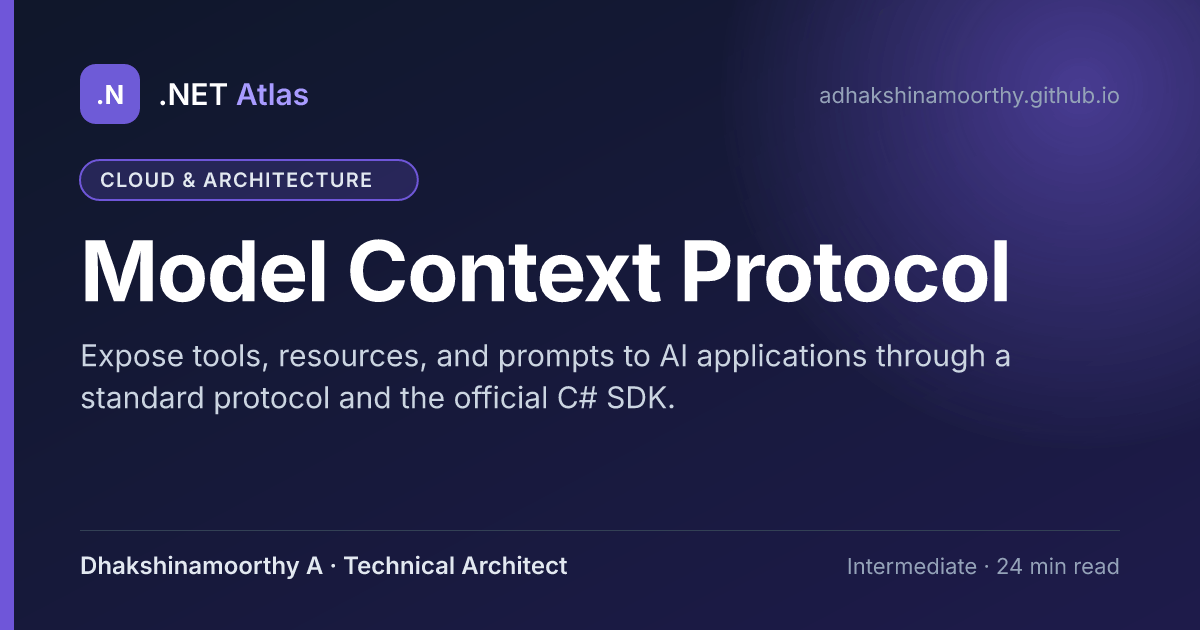 .N .NET Atlas
adhakshinamoorthy.github.io
CLOUD & ARCHITECTURE
Model Context Protocol
Expose tools, resources, and prompts to AI applications through a
standard protocol and the official C# SDK.
Dhakshinamoorthy A · Technical Architect
Intermediate · 24 min read